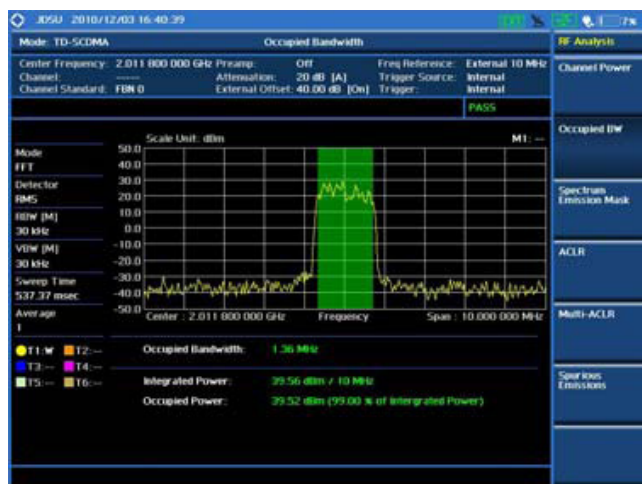 JDSU 2010/12/03 16:40:39
7%
Mode: TD-SCDMA
Occupied Bandwidth
RF Analysis
Center Frequency: 2.011 800 000 GHz
Preamp: Off
Freq Reference: External 10 MHz
Channel: -----
Attenuation: 20 dB [A]
Trigger Source: Internal
Channel Standard: FBN 0
External Offset: 40.00 dB [On]
Trigger: Internal
PASS
Channel Power
Occupied BW
Spectrum
Emission Mask
ACLR
Multi-ACLR
Spurious
Emissions
Scale Unit: dBm
M1: --
Mode
FFT
Detector
RMS
RBW [M]
30 kHz
VBW [M]
30 kHz
Sweep Time
537.37 msec
Average
1
50.0
40.0
30.0
20.0
10.0
0.0
-10.0
-20.0
-30.0
-40.0
-50.0
Center : 2.011 800 000 GHz
Frequency
Span : 10.000 000 MHz
T1:W T2:--
T3:-- T4:--
T5:-- T6:--
Occupied Bandwidth: 1.36 MHz
Integrated Power: 39.56 dBm / 10 MHz
Occupied Power: 39.52 dBm (99.00 % of Intergrated Power)